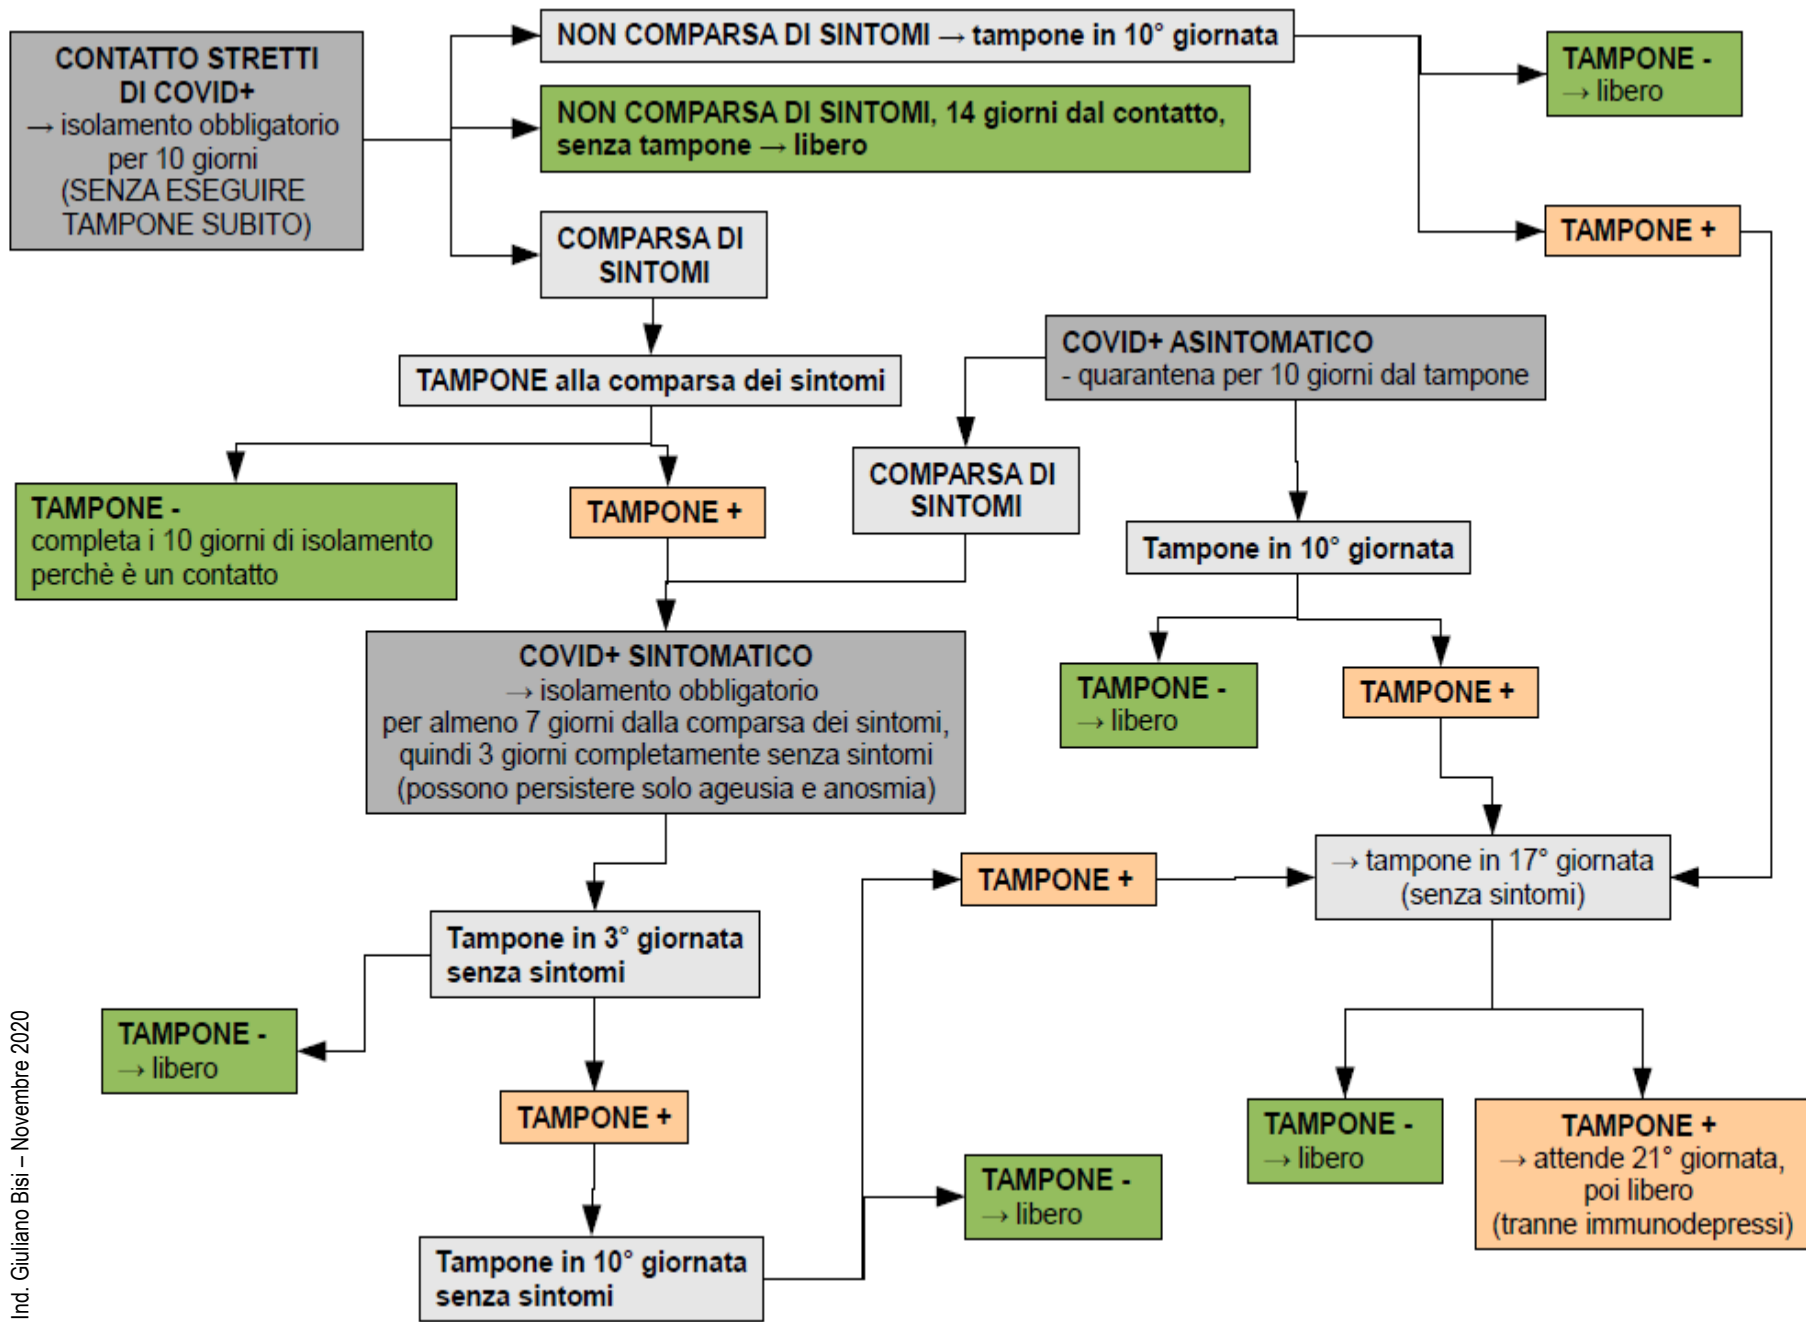 CONTATTO STRETTI
DI COVID+
→ isolamento obbligatorio
per 10 giorni
(SENZA ESEGUIRE
TAMPONE SUBITO)
NON COMPARSA DI SINTOMI → tampone in 10° giornata
NON COMPARSA DI SINTOMI, 14 giorni dal contatto,
senza tampone → libero
COMPARSA DI
SINTOMI
TAMPONE -
→ libero
TAMPONE +
TAMPONE alla comparsa dei sintomi
COVID+ ASINTOMATICO
- quarantena per 10 giorni dal tampone
TAMPONE -
completa i 10 giorni di isolamento
perchè è un contatto
TAMPONE +
COMPARSA DI
SINTOMI
Tampone in 10° giornata
COVID+ SINTOMATICO
→ isolamento obbligatorio
per almeno 7 giorni dalla comparsa dei sintomi,
quindi 3 giorni completamente senza sintomi
(possono persistere solo ageusia e anosmia)
TAMPONE -
→ libero
TAMPONE +
TAMPONE +
→ tampone in 17° giornata
(senza sintomi)
Tampone in 3° giornata
senza sintomi
TAMPONE -
→ libero
TAMPONE +
Tampone in 10° giornata
senza sintomi
TAMPONE -
→ libero
TAMPONE -
→ libero
TAMPONE +
→ attende 21° giornata,
poi libero
(tranne immunodepressi)
Ind. Giuliano Bisi – Novembre 2020